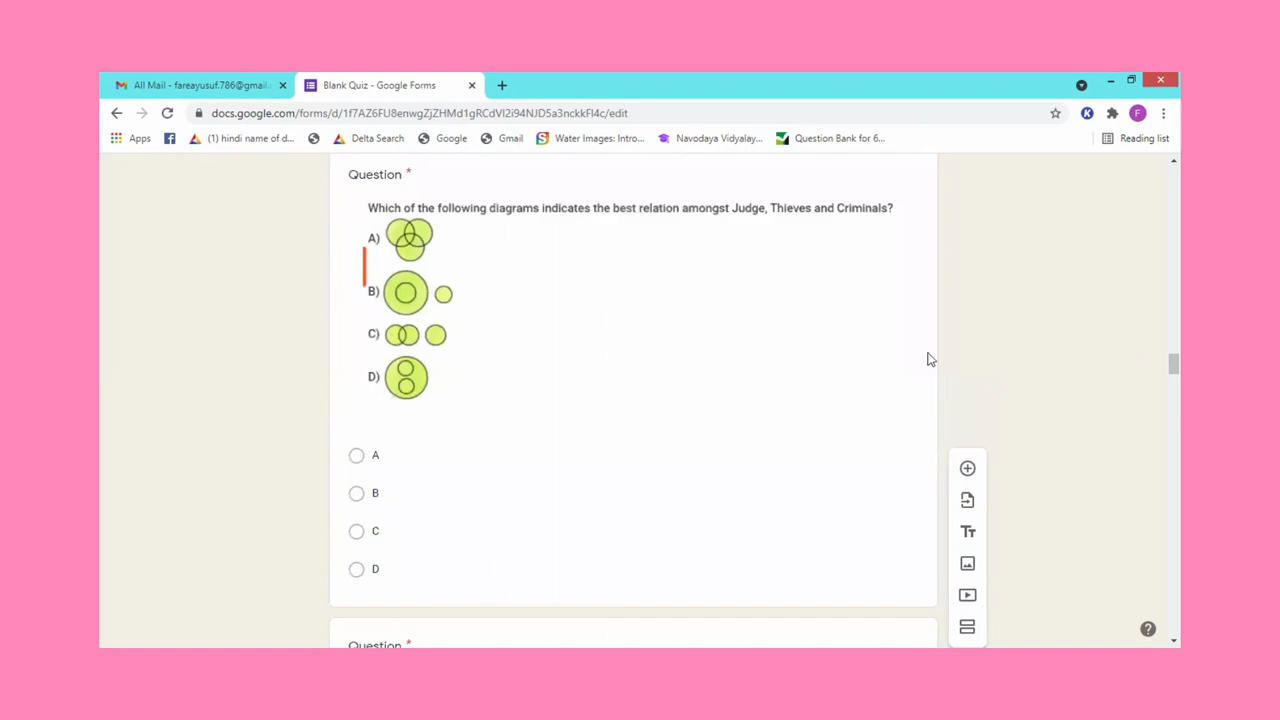 All Mail - fareayusuf.786@gmail.
Blank Quiz - Google Forms
docs.google.com/forms/d/1f7AZ6FU8enwgZjZHMd1gRCdVl2i94NJD5a3nckkFl4c/edit
Apps
(1) hindi name of d...
Delta Search
Google
Gmail
Water Images: Intro...
Navodaya Vidyalay...
Question Bank for 6...
Reading list
Question *
Which of the following diagrams indicates the best relation amongst Judge, Thieves and Criminals?
A)
B)
C)
D)
A
B
C
D
Question *